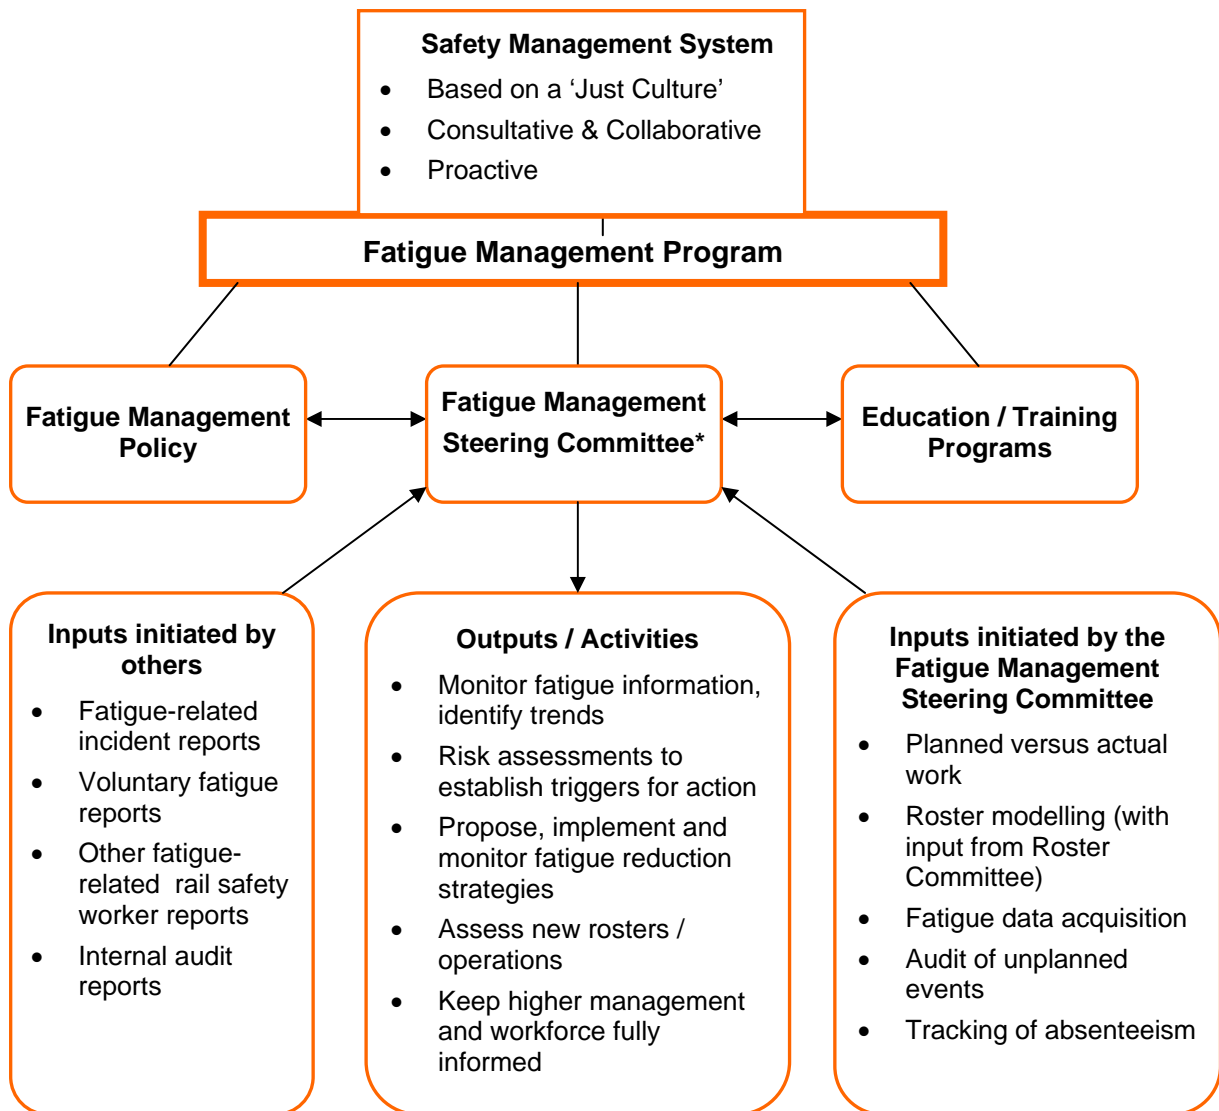 Safety Management System
• Based on a ‘Just Culture’
• Consultative & Collaborative
• Proactive
Fatigue Management Program
Fatigue Management
Policy
Fatigue Management
Steering Committee*
Education / Training
Programs
Inputs initiated by
others
• Fatigue-related
incident reports
• Voluntary fatigue
reports
• Other fatigue-
related rail safety
worker reports
• Internal audit
reports
Outputs / Activities
• Monitor fatigue information,
identify trends
• Risk assessments to
establish triggers for action
• Propose, implement and
monitor fatigue reduction
strategies
• Assess new rosters /
operations
• Keep higher management
and workforce fully
informed
Inputs initiated by the
Fatigue Management
Steering Committee
• Planned versus actual
work
• Roster modelling (with
input from Roster
Committee)
• Fatigue data acquisition
• Audit of unplanned
events
• Tracking of absenteeism